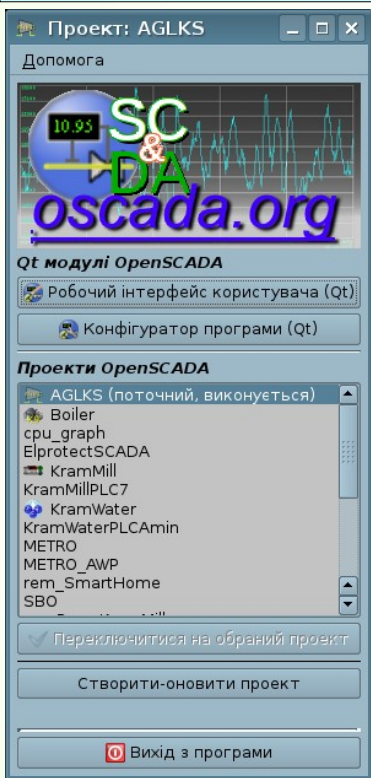 Проект: AGLKS
Допомога
10.95
SC
&
DA
oscada.org
Qt модулі OpenSCADA
Робочий інтерфейс користувача (Qt)
Конфігуратор програми (Qt)
Проекти OpenSCADA
AGLKS (поточний, виконується)
Boiler
cpu_graph
ElprotectSCADA
KramMill
KramMillPLC7
KramWater
KramWaterPLCAmin
METRO
METRO_AWP
rem_SmartHome
SBO
Переключитися на обраний проект
Створити-оновити проект
Вихід з програми